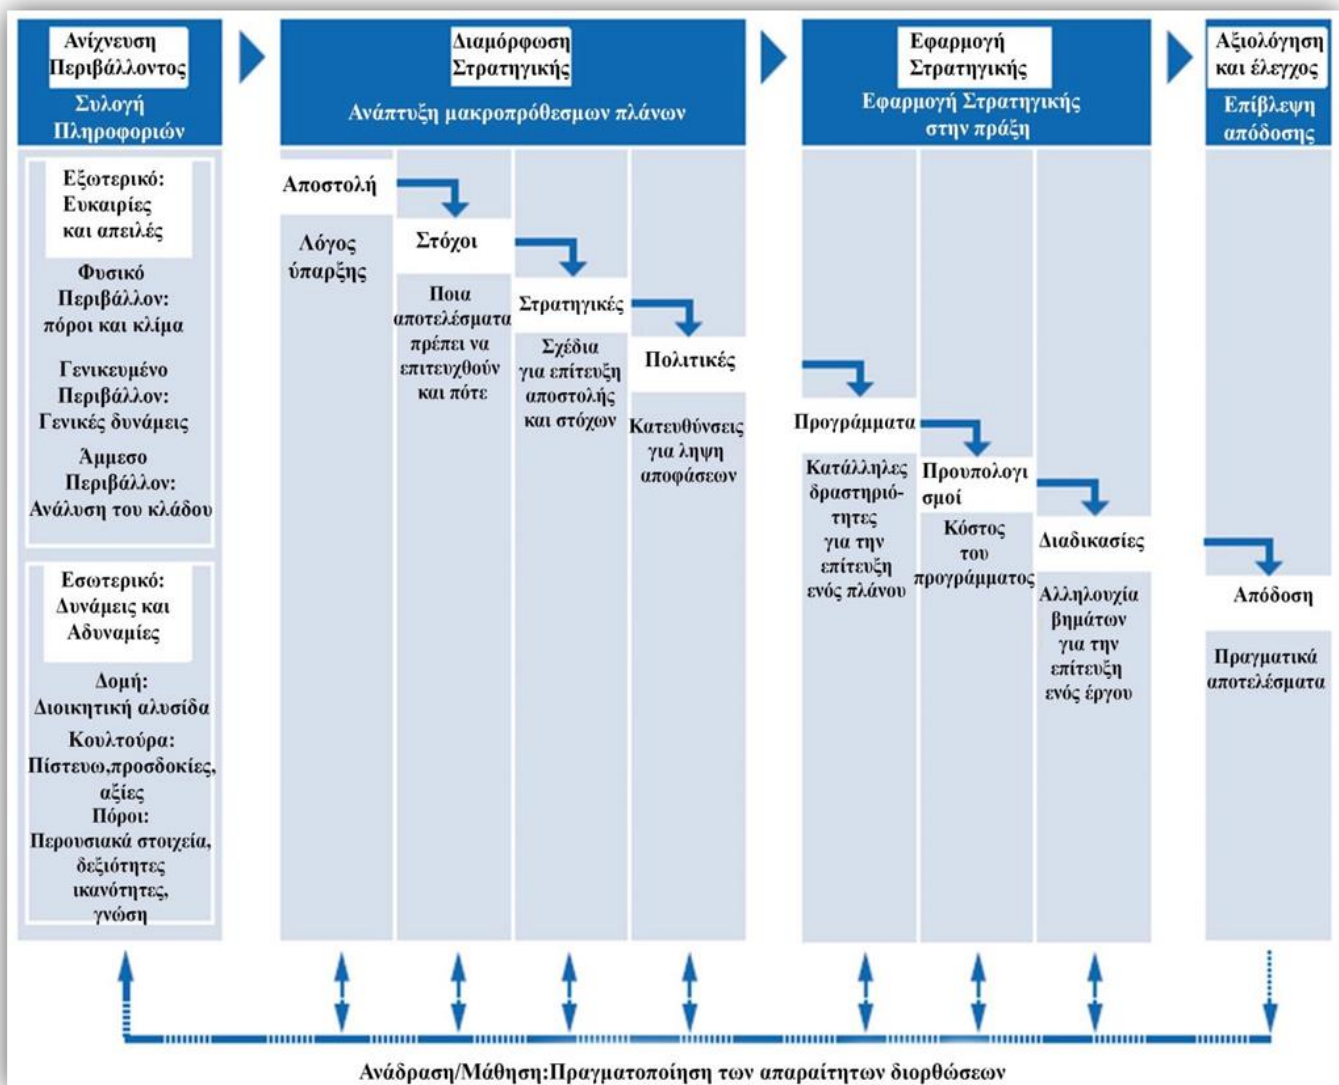 Ανίχνευση
Περιβάλλοντος
Συλογή
Πληροφοριών
Εξωτερικό:
Ευκαιρίες
και απειλές
Φυσικό
Περιβάλλον:
πόροι και κλίμα
Γενικευμένο
Περιβάλλον:
Γενικές δυνάμεις
Άμμεσο
Περιβάλλον:
Ανάλυση του κλάδου
Εσωτερικό:
Δυνάμεις και
Αδυναμίες
Δομή:
Διοικητική αλυσίδα
Κουλτούρα:
Πίστευω,προσδοκίες,
αξίες
Πόροι:
Περουσιακά στοιχεία,
δεξιότητες
ικανότητες,
γνώση
Διαμόρφωση
Στρατηγικής
Ανάπτυξη μακροπρόθεσμων πλάνων
Αποστολή
Λόγος
ύπαρξης
Στόχοι
Ποια
αποτελέσματα
πρέπει να
επιτευχθούν
και πότε
Στρατηγικές
Σχέδια
για επίτευξη
αποστολής
και στόχων
Πολιτικές
Κατευθύνσεις
για ληψη
αποφάσεων
Εφαρμογή
Στρατηγικής
Εφαρμογή Στρατηγικής
στην πράξη
Προγράμματα
Κατάλληλες
δραστηριό-
τητες
για την
επίτευξη
ενός πλάνου
Προυπολογι
σμοί
Κόστος
του
προγράμματος
Διαδικασίες
Αλληλουχία
βημάτων
για την
επίτευξη
ενός έργου
Αξιολόγηση
και έλεγχος
Επίβλεψη
απόδοσης
Απόδοση
Πραγματικά
αποτελέσματα
Ανάδραση/Μάθηση:Πραγματοποίηση των απαραίτητων διορθώσεων